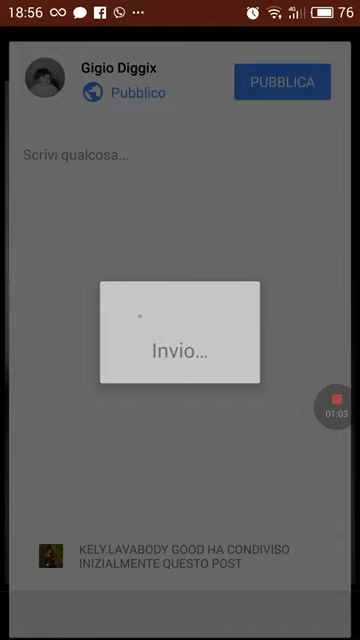 18:56 76
Gigio Diggix
PUBBLICA
Pubblico
Scrivi qualcosa...
Invio...
01:03
KELY.LAVABODY GOOD HA CONDIVISO
INIZIALMENTE QUESTO POST